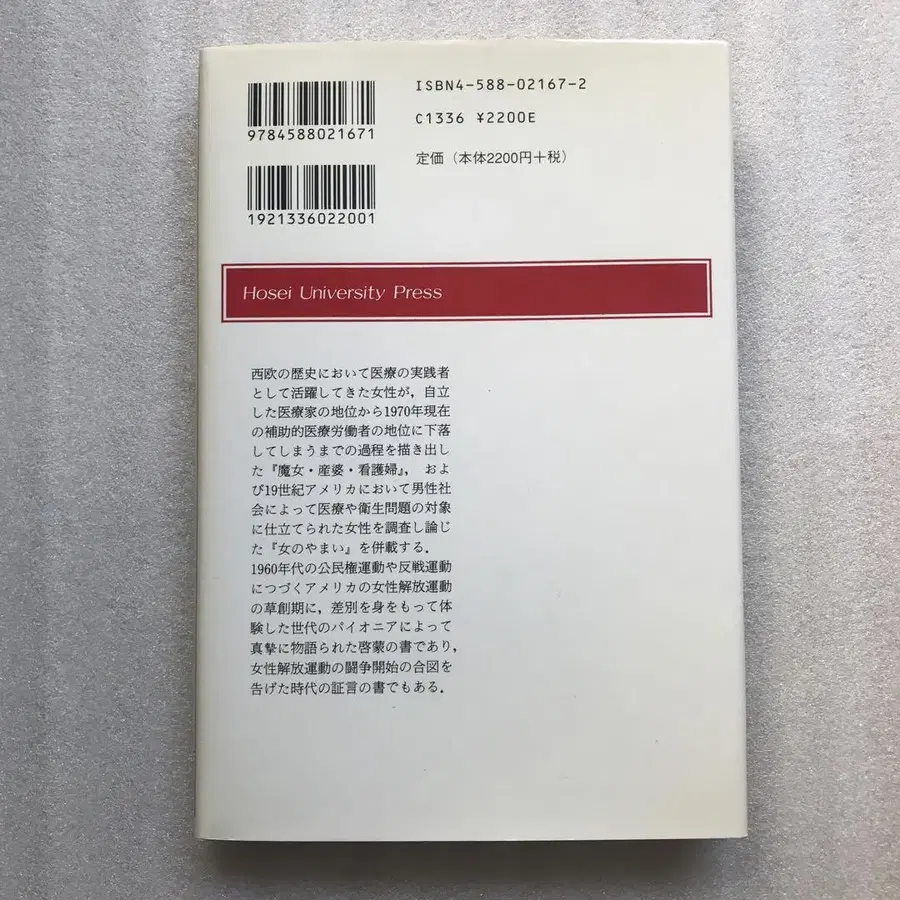 ISBN4-588-02167-2
9784588021671
C1336 ¥2200E
定価（本体2200円＋税）
1921336022001
Hosei University Press
西欧の歴史において医療の実践者
として活躍してきた女性が，自立
した医療家の地位から1970年現在
の補助的医療労働者の地位に下落
してしまうまでの過程を描き出し
た『魔女・産婆・看護婦』，および
び19世紀アメリカにおいて男性社
会によって医療や衛生問題の対象
に仕立てられた女性を調査し論じ
た『女のやまい』を併載する．
1960年代の公民権運動や反戦運動
につづくアメリカの女性解放運動
の草創期に，差別を身をもって体
験した世代のパイオニアによって
真摯に物語られた啓蒙の書であり，
女性解放運動の闘争開始の合図を
告げた時代の証言の書でもある．